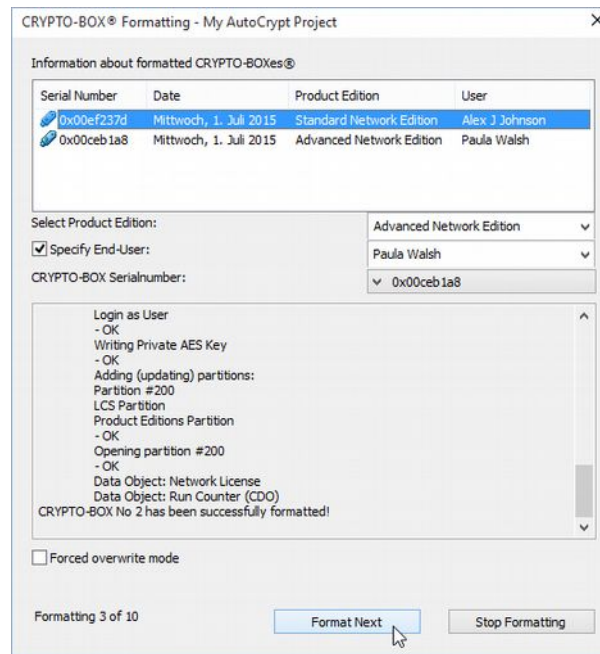 CRYPTO-BOX® Formatting - My AutoCrypt Project
Information about formatted CRYPTO-BOXes®
Serial Number Date Product Edition User
0x00ef237d Mittwoch, 1. Juli 2015 Standard Network Edition Alex J Johnson
0x00ceb1a8 Mittwoch, 1. Juli 2015 Advanced Network Edition Paula Walsh
Select Product Edition: Advanced Network Edition
Specify End-User: Paula Walsh
CRYPTO-BOX Serialnumber: 0x00ceb1a8
Login as User
- OK
Writing Private AES Key
- OK
Adding (updating) partitions:
Partition #200
LCS Partition
Product Editions Partition
- OK
Opening partition #200
- OK
Data Object: Network License
Data Object: Run Counter (CDO)
CRYPTO-BOX No 2 has been successfully formatted!
Forced overwrite mode
Formatting 3 of 10 Format Next Stop Formatting